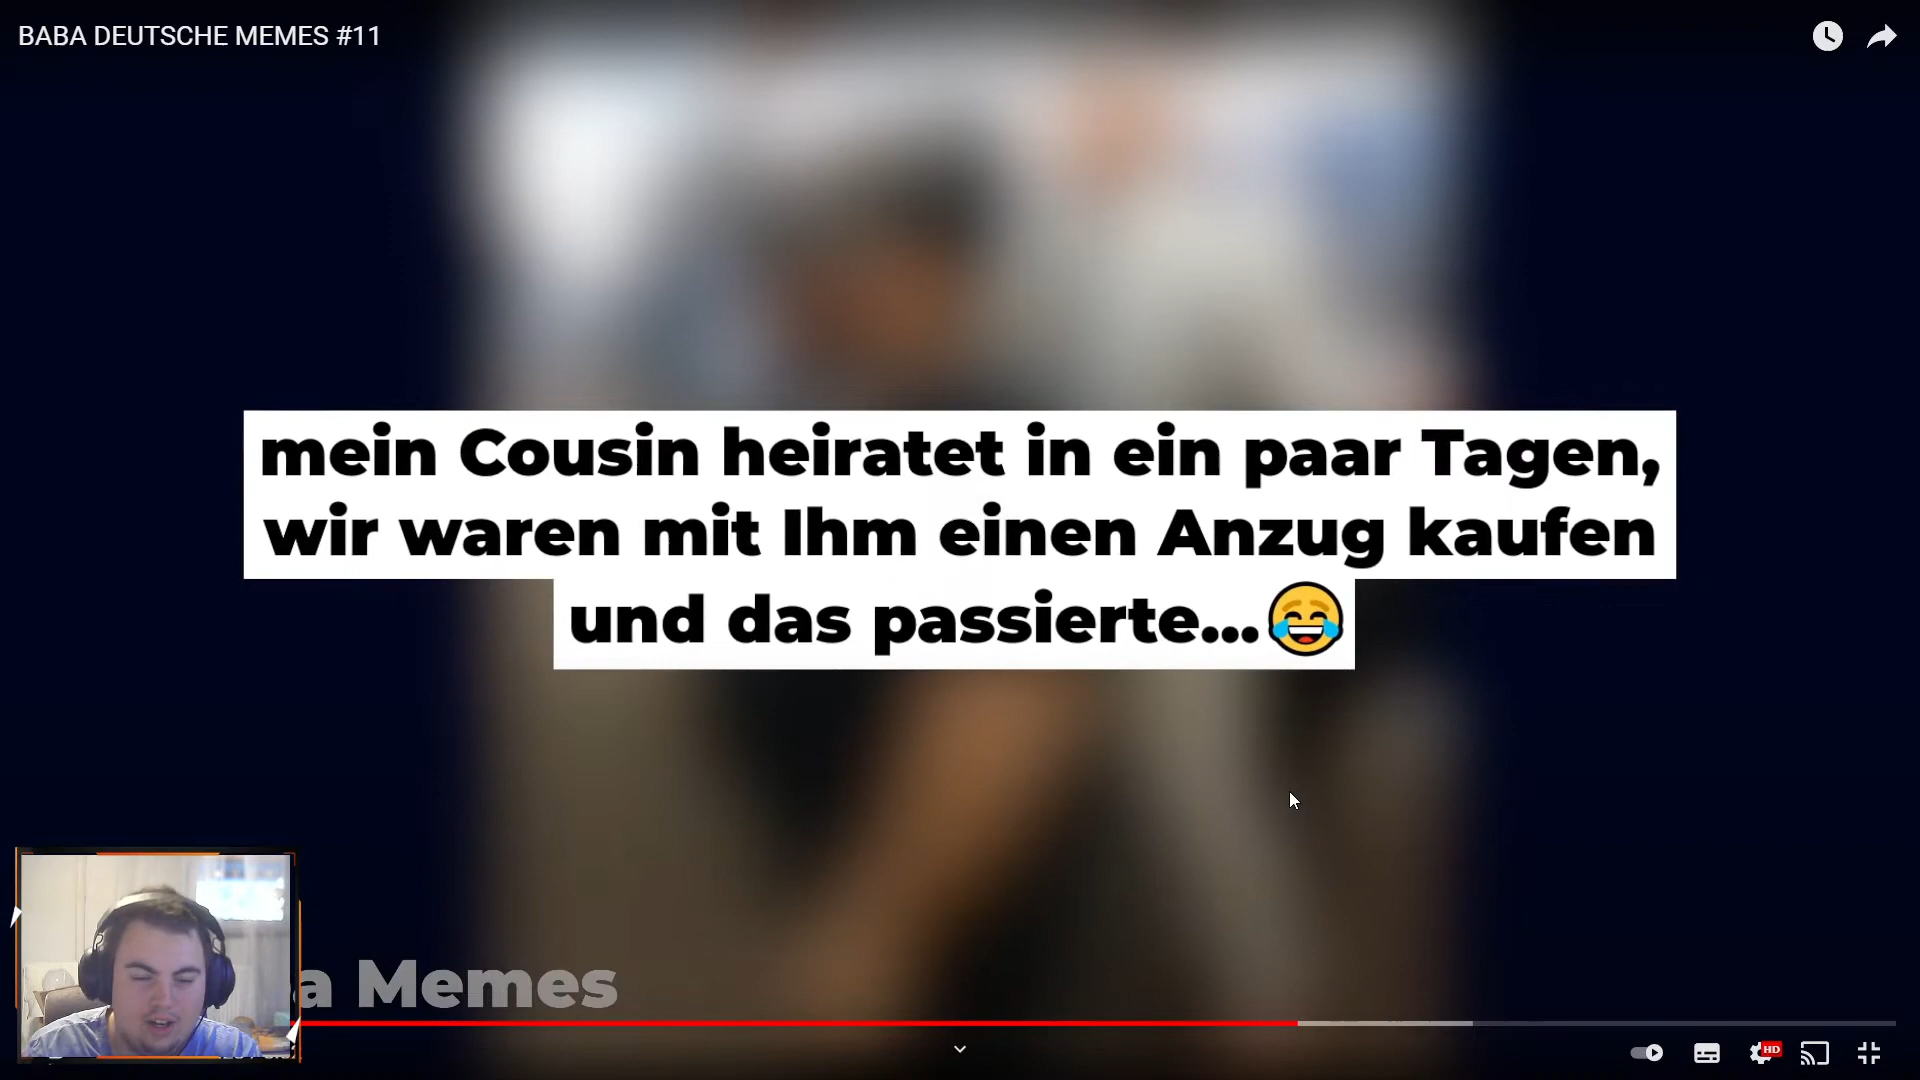 BABA DEUTSCHE MEMES #11
mein Cousin heiratet in ein paar Tagen,
wir waren mit Ihm einen Anzug kaufen
und das passierte...😂
a Memes
HD